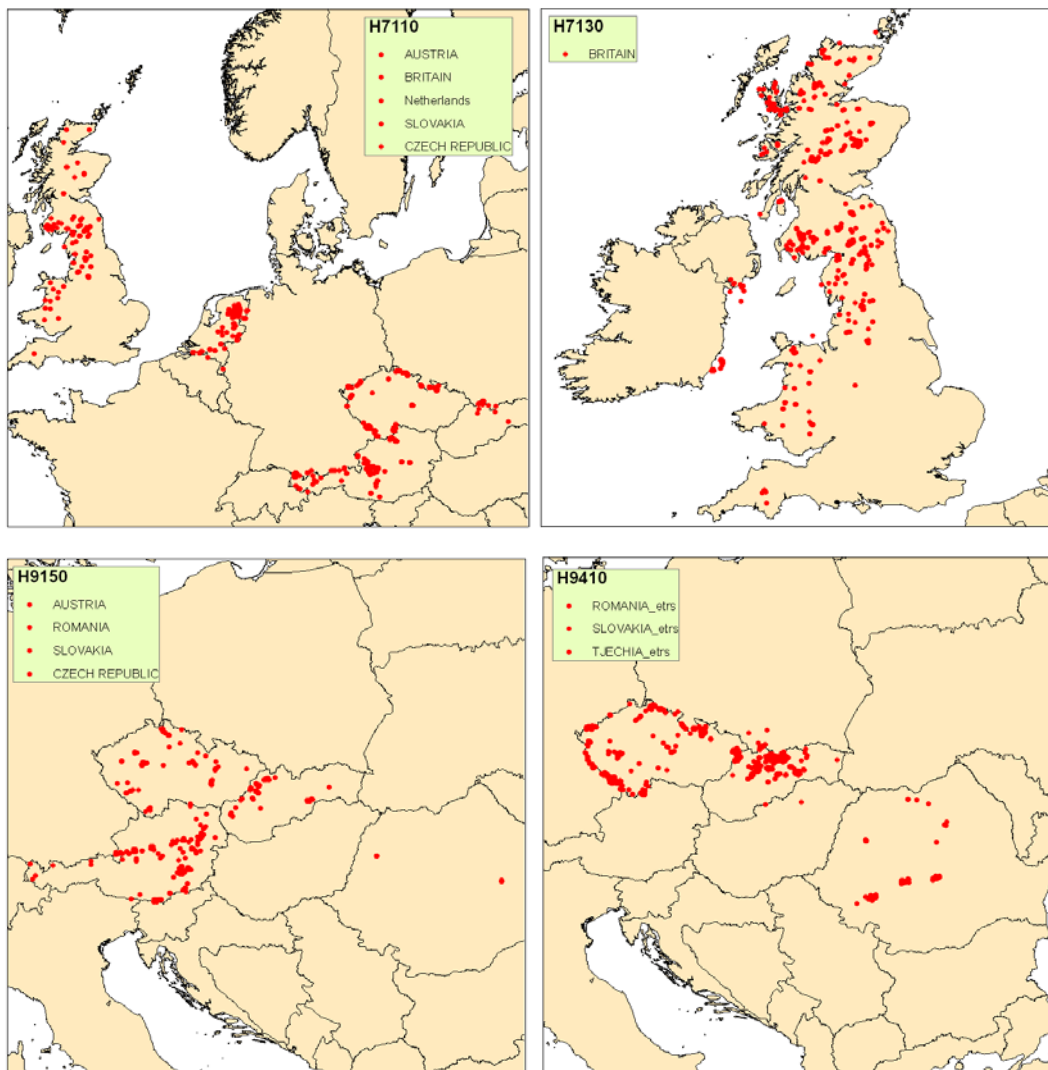 H7110
AUSTRIA
BRITAIN
Netherlands
SLOVAKIA
CZECH REPUBLIC
H7130
BRITAIN
H9150
AUSTRIA
ROMANIA
SLOVAKIA
CZECH REPUBLIC
H9410
ROMANIA_etrs
SLOVAKIA_etrs
TJECHIA_etrs